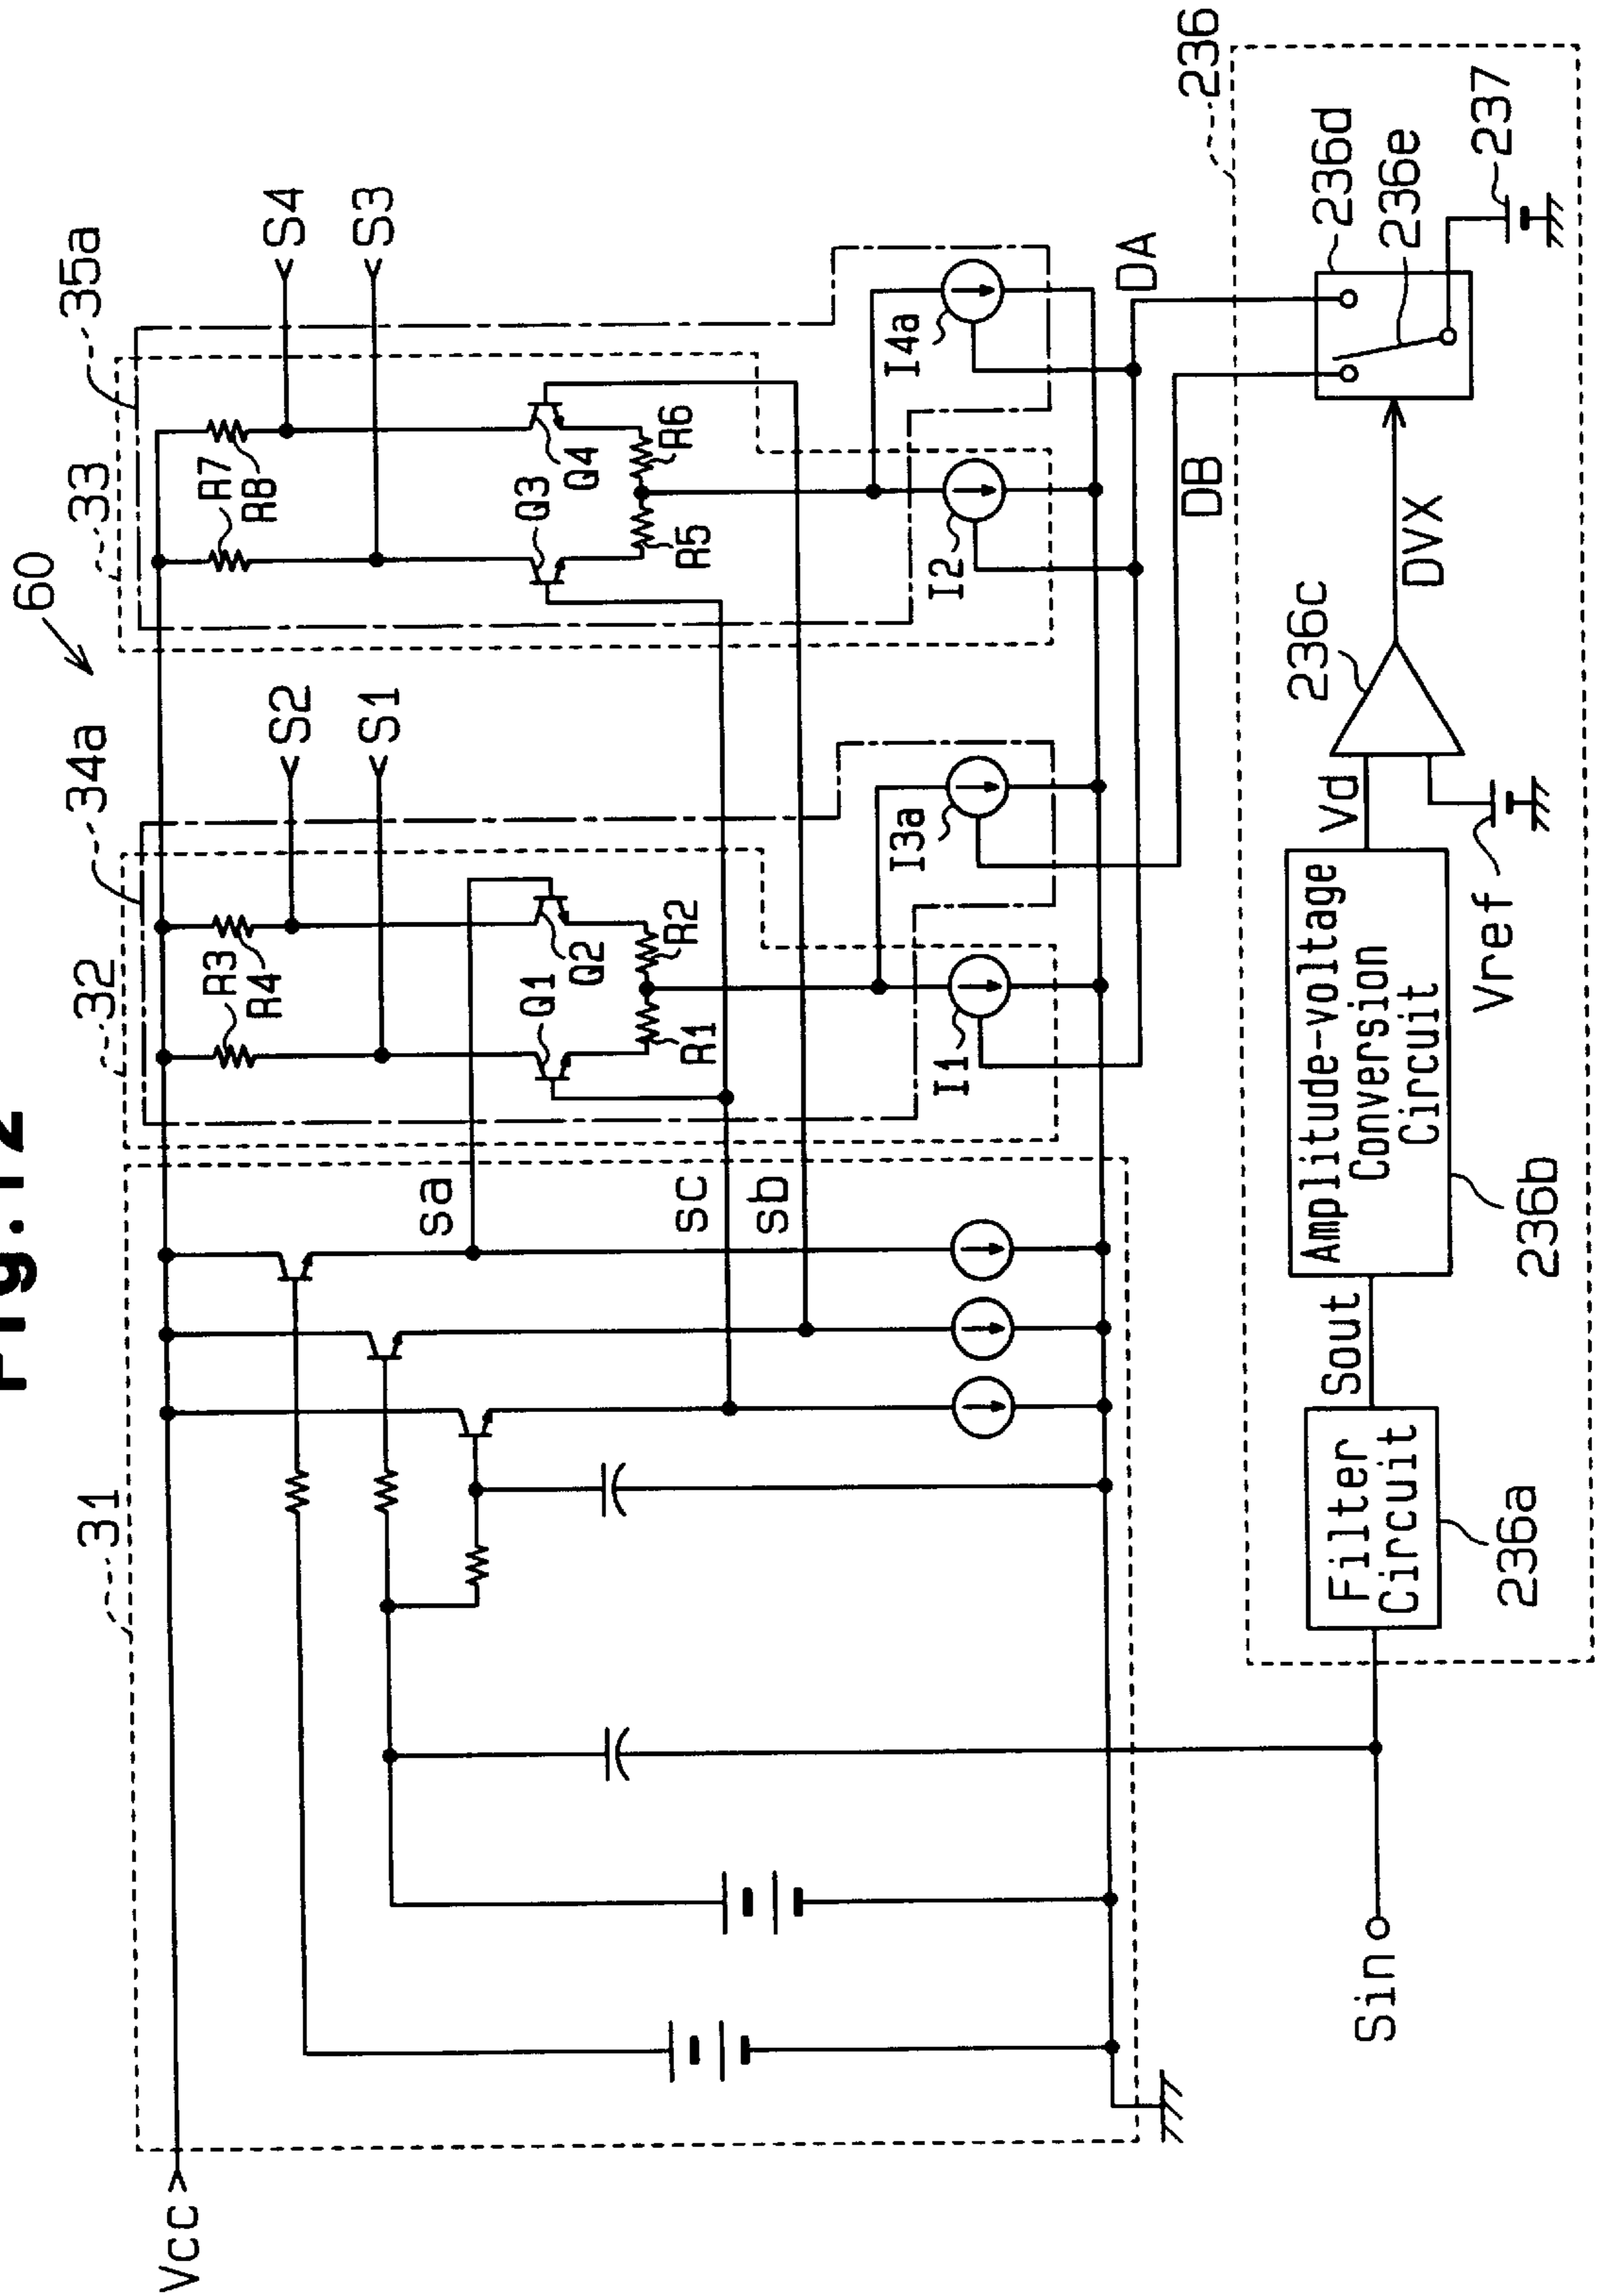 Fig.12
60
31
32
34a
33
35a
Vcc
R3
R4
S2
S1
R7
R8
S4
S3
sa
sc
sb
Q1
Q2
R1
R2
Q3
Q4
R5
R6
I1
I3a
I2
I4a
DA
DB
236
Sin
Filter
Circuit
236a
Sout
Amplitude-voltage
Conversion
Circuit
236b
Vd
Vref
236c
DVX
236d
236e
237